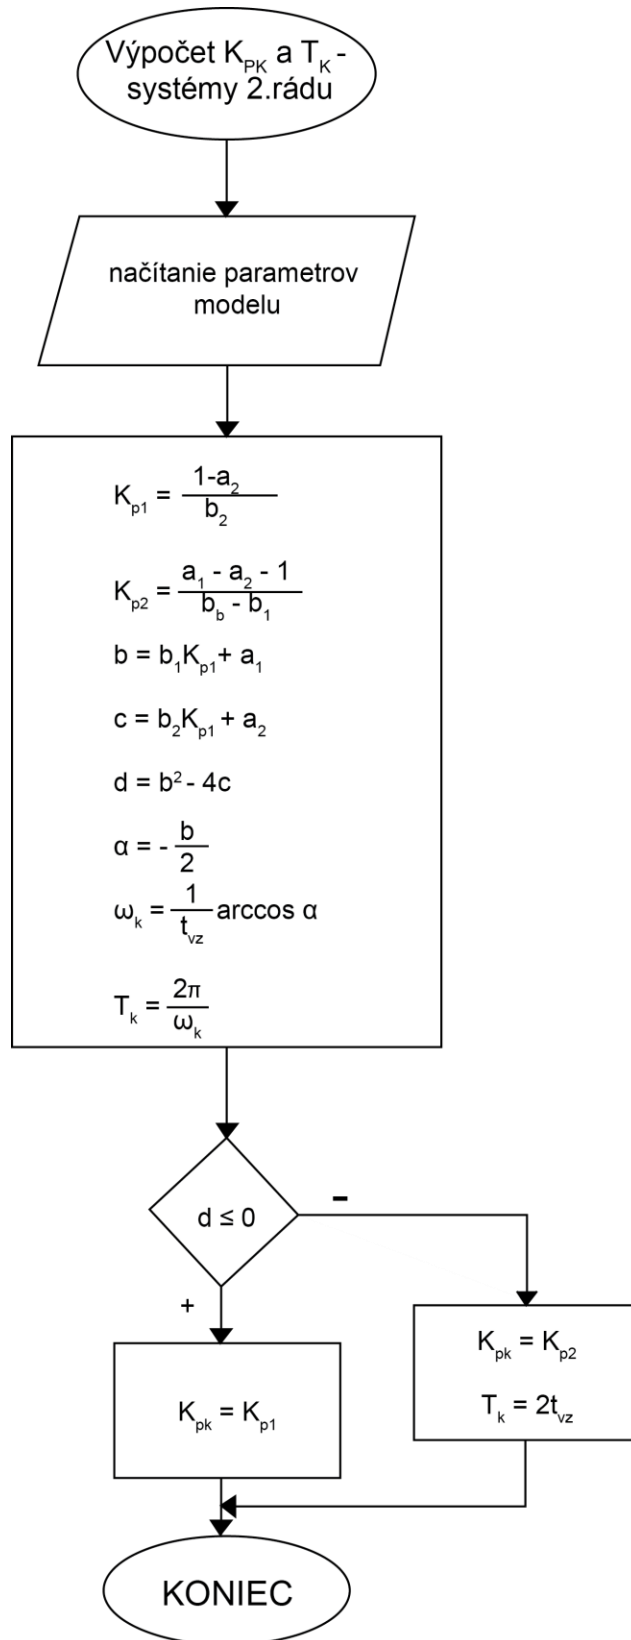 Výpočet K_PK a T_K -
systémy 2.rádu
načítanie parametrov
modelu
K_p1 = (1-a_2)/b_2
K_p2 = (a_1 - a_2 - 1)/(b_b - b_1)
b = b_1K_p1 + a_1
c = b_2K_p1 + a_2
d = b² - 4c
α = - b/2
ω_k = 1/t_vz arccos α
T_k = 2π/ω_k
d ≤ 0
-
+
K_pk = K_p2
T_k = 2t_vz
K_pk = K_p1
KONIEC